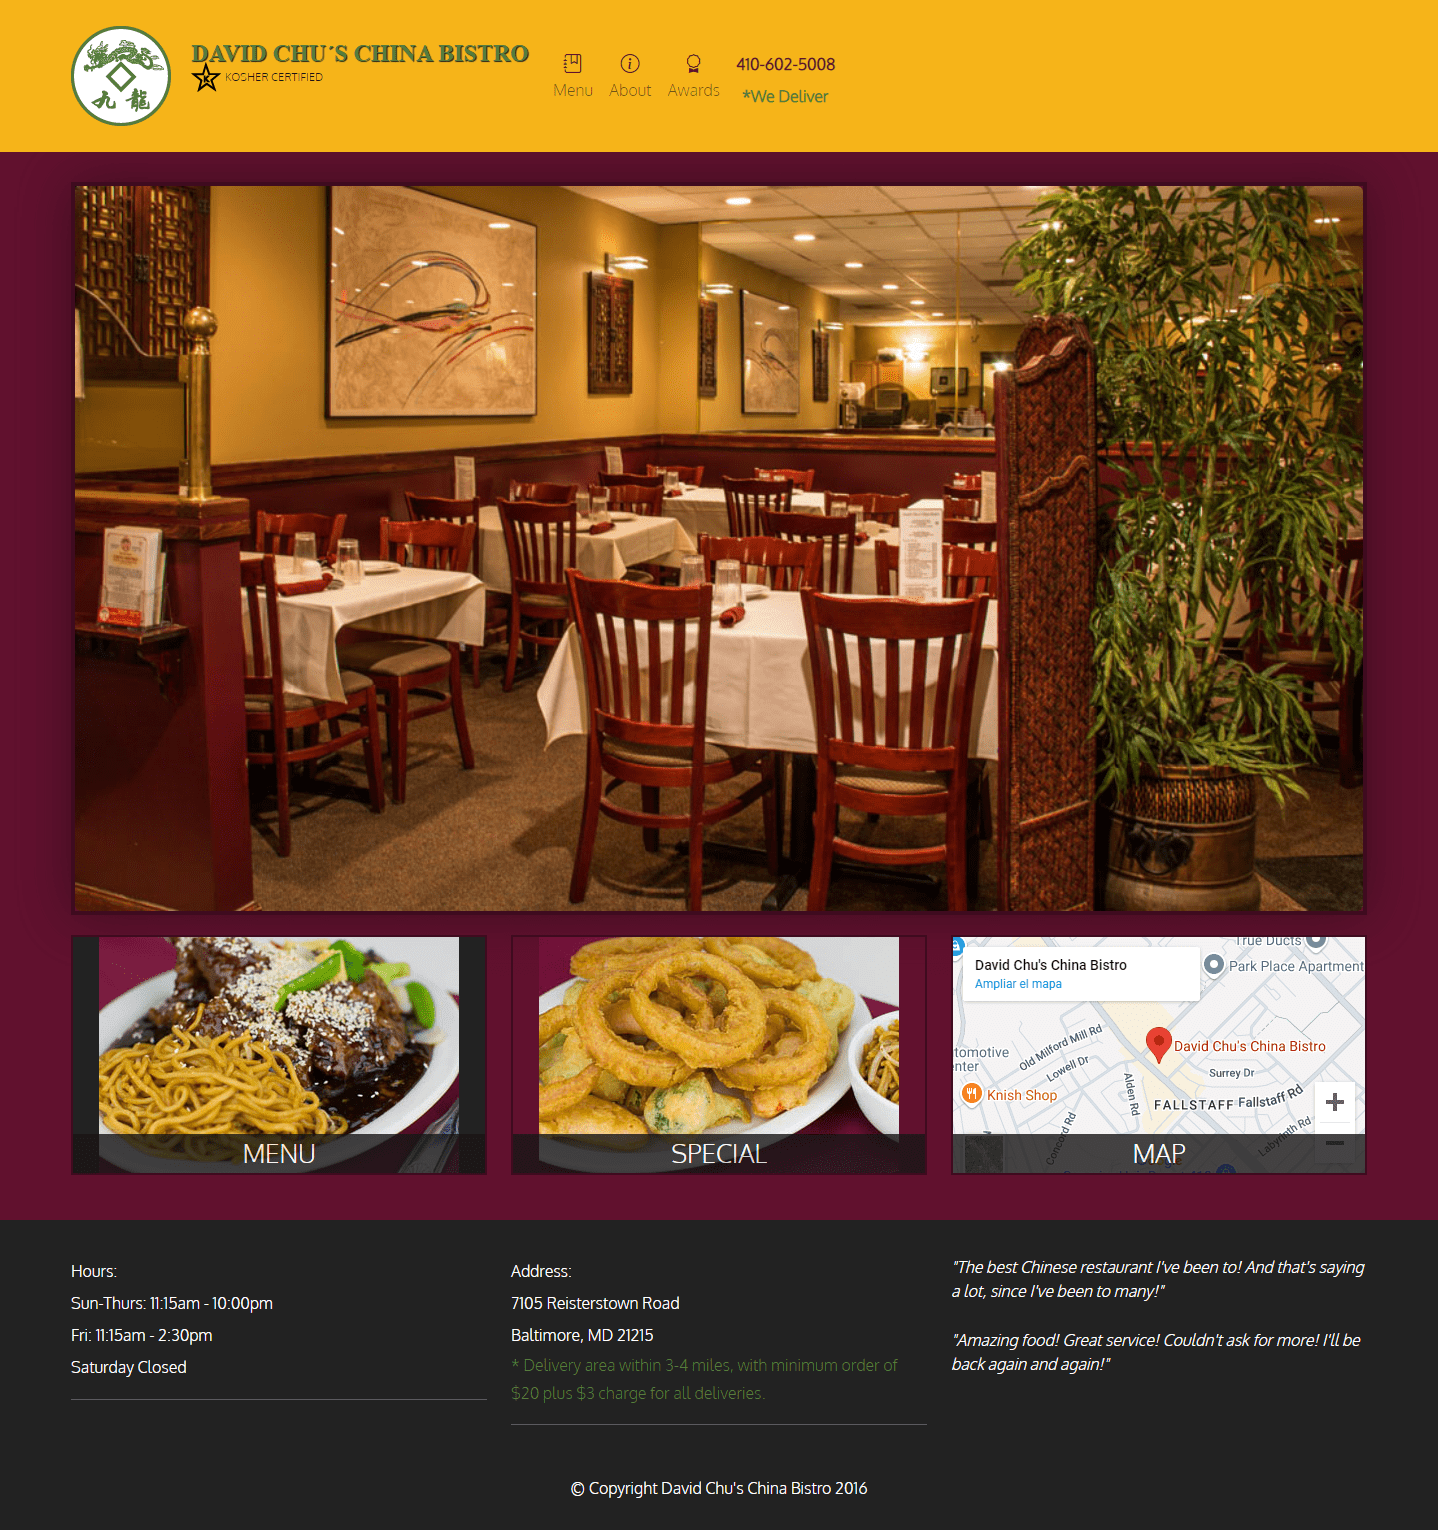 九龍
DAVID CHU´S CHINA BISTRO
K
KOSHER CERTIFIED
Menu
About
Awards
410-602-5008
*We Deliver
MENU
SPECIAL
True Ducts
Park Place Apartment
David Chu's China Bistro
Ampliar el mapa
Old Milford Mill Rd
Lowell Dr
David Chu's China Bistro
tomotive
enter
Surrey Dr
Alden Rd
Knish Shop
FALLSTAFF
Fallstaff Rd
Concord Rd
Labyrinth Rd
MAP
Hours:
Sun-Thurs: 11:15am - 10:00pm
Fri: 11:15am - 2:30pm
Saturday Closed
Address:
7105 Reisterstown Road
Baltimore, MD 21215
* Delivery area within 3-4 miles, with minimum order of
$20 plus $3 charge for all deliveries.
"The best Chinese restaurant I've been to! And that's saying
a lot, since I've been to many!"
"Amazing food! Great service! Couldn't ask for more! I'll be
back again and again!"
© Copyright David Chu's China Bistro 2016